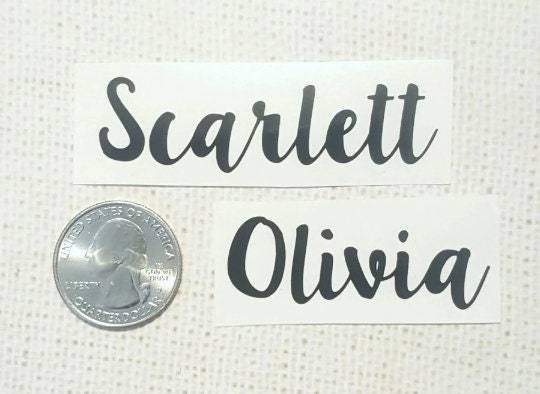 Scarlett
Olivia
UNITED STATES OF AMERICA
LIBERTY
IN
GOD WE
TRUST
QUARTER DOLLAR